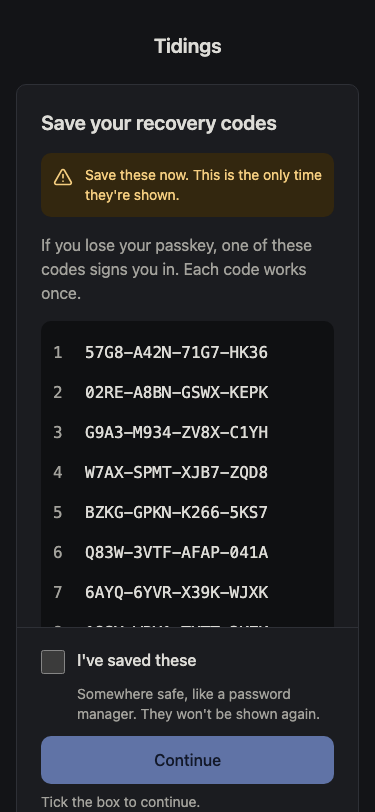 Tidings
Save your recovery codes
Save these now. This is the only time
they're shown.
If you lose your passkey, one of these
codes signs you in. Each code works
once.
1 57G8-A42N-71G7-HK36
2 02RE-A8BN-GSWX-KEPK
3 G9A3-M934-ZV8X-C1YH
4 W7AX-SPMT-XJB7-ZQD8
5 BZKG-GPKN-K266-5KS7
6 Q83W-3VTF-AFAP-041A
7 6AYQ-6YVR-X39K-WJXK
I've saved these
Somewhere safe, like a password
manager. They won't be shown again.
Continue
Tick the box to continue.